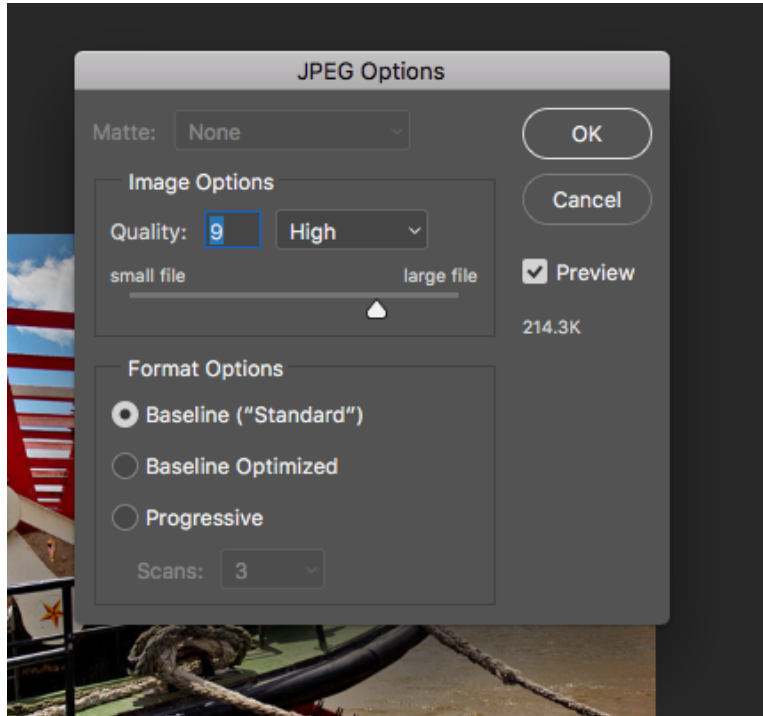 JPEG Options
Matte: None
OK
Image Options
Cancel
Quality: 9 High
small file large file
Preview
214.3K
Format Options
Baseline (“Standard”)
Baseline Optimized
Progressive
Scans: 3